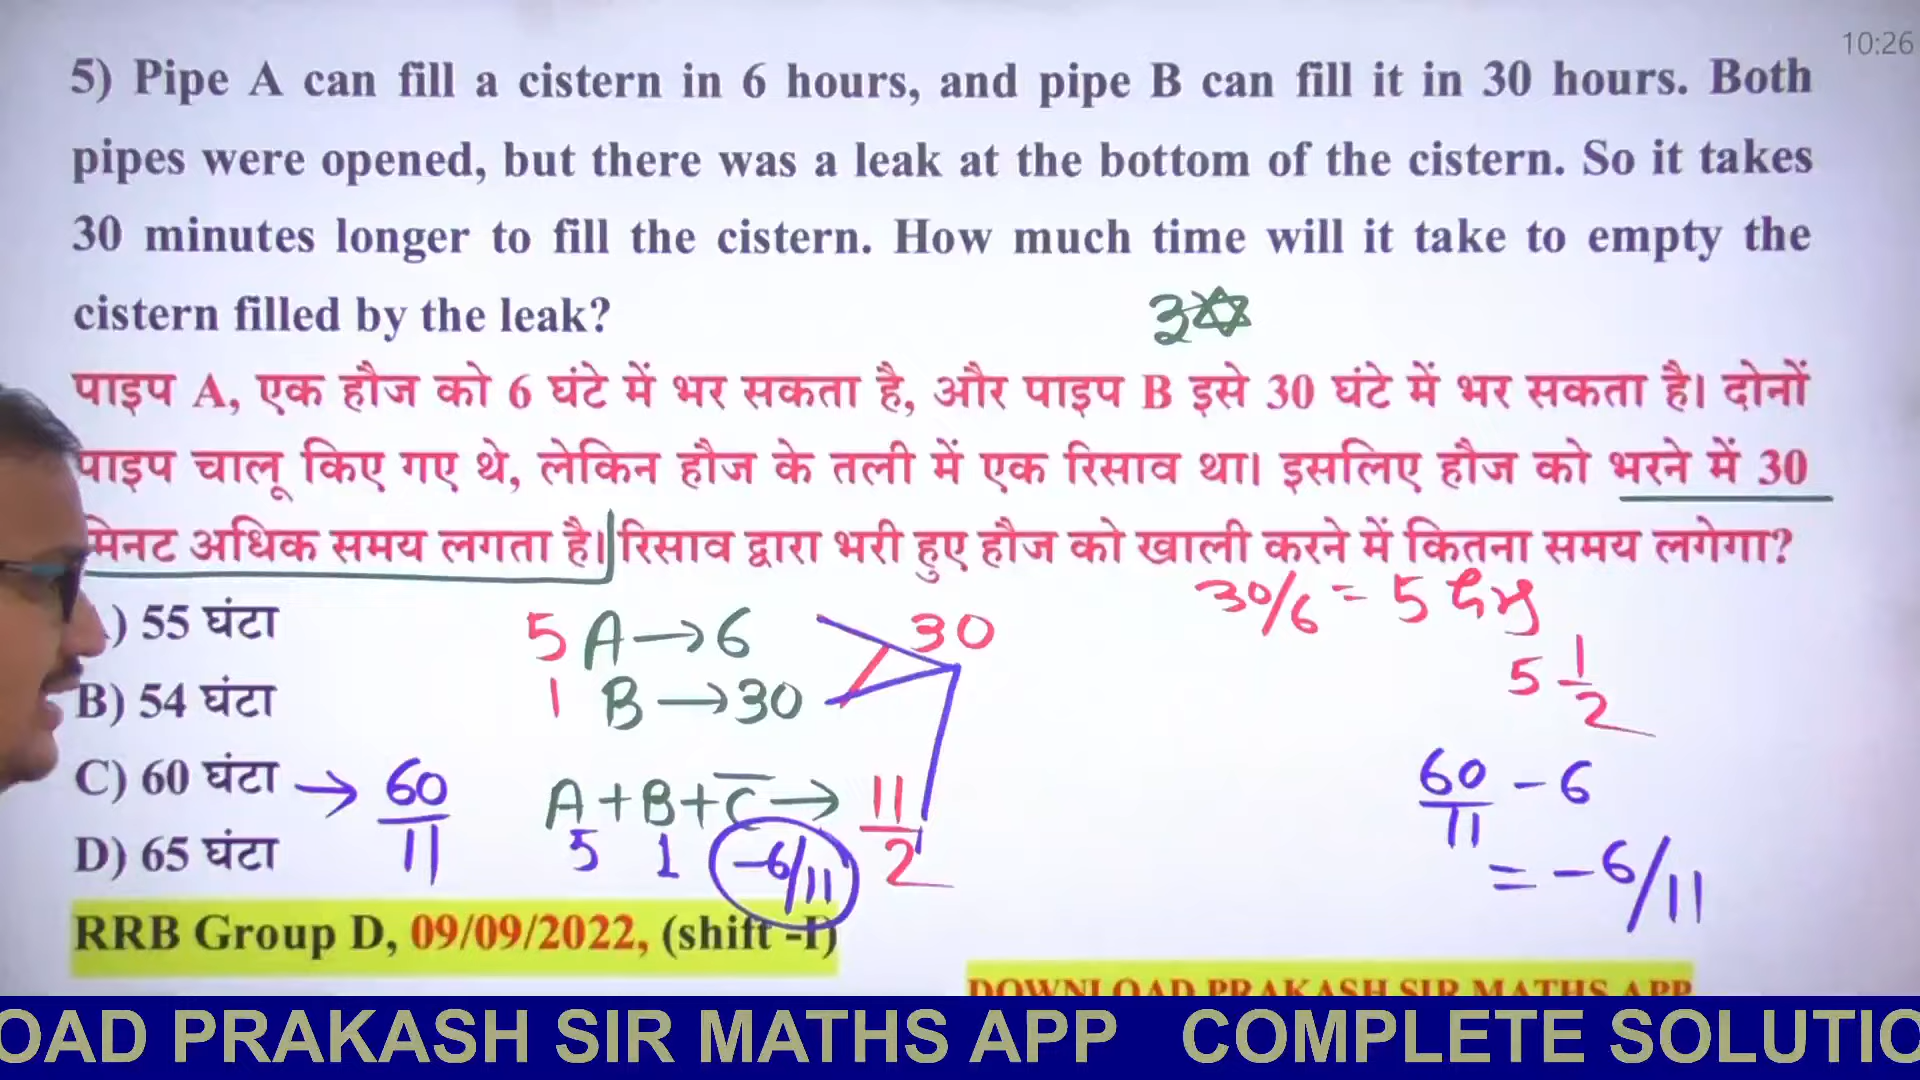 10:26
5) Pipe A can fill a cistern in 6 hours, and pipe B can fill it in 30 hours. Both
pipes were opened, but there was a leak at the bottom of the cistern. So it takes
30 minutes longer to fill the cistern. How much time will it take to empty the
cistern filled by the leak?
पाइप A, एक हौज को 6 घंटे में भर सकता है, और पाइप B इसे 30 घंटे में भर सकता है। दोनों
पाइप चालू किए गए थे, लेकिन हौज के तली में एक रिसाव था। इसलिए हौज को भरने में 30
मिनट अधिक समय लगता है। रिसाव द्वारा भरी हुए हौज को खाली करने में कितना समय लगेगा?
30/6 = 5
5 1/2
) 55 घंटा
B) 54 घंटा
C) 60 घंटा → 60/11
D) 65 घंटा
5 A → 6 30
1 B → 30
A + B + C̅ → 11/2
5 1 -6/11
60/11 - 6
= -6/11
RRB Group D, 09/09/2022, (shift -I)
DOWNLOAD PRAKASH SIR MATHS APP
OAD PRAKASH SIR MATHS APP COMPLETE SOLUTIO